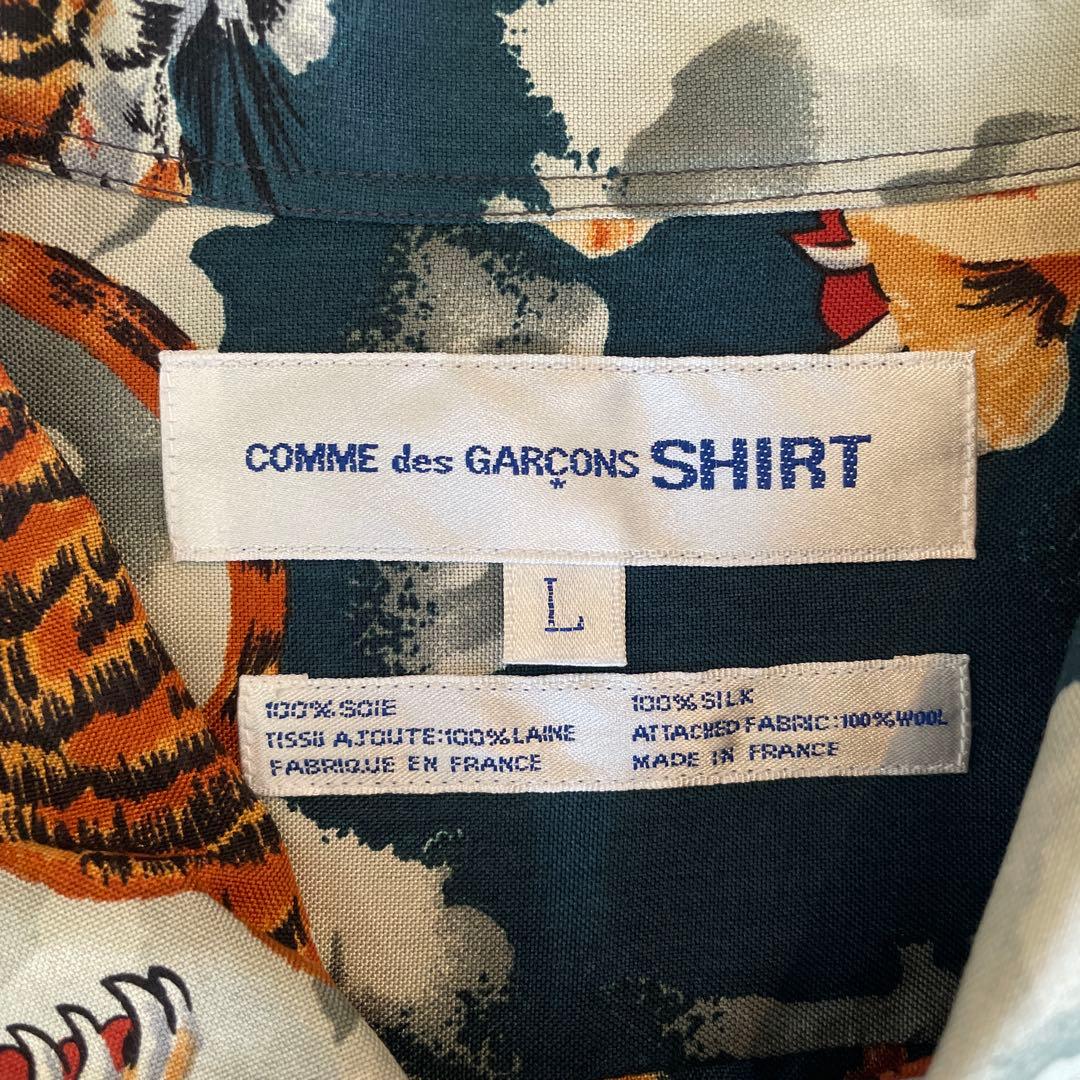 COMME des GARÇONS SHIRT
*
L
100% SOIE
TISSU AJOUTE:100% LAINE
FABRIQUE EN FRANCE
100% SILK
ATTACHED FABRIC:100% WOOL
MADE IN FRANCE